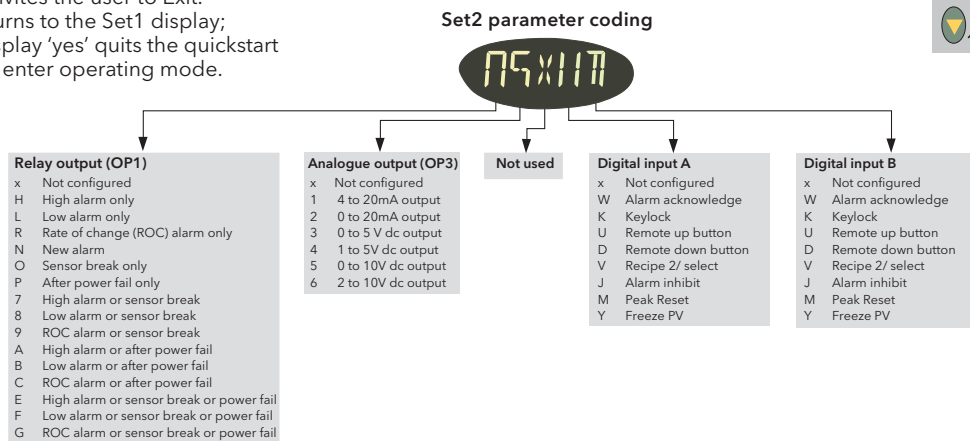 vites the user to Exit.
urns to the Set1 display;
splay ‘yes’ quits the quickstart
enter operating mode.
Set2 parameter coding
Relay output (OP1)
x Not configured
H High alarm only
L Low alarm only
R Rate of change (ROC) alarm only
N New alarm
O Sensor break only
P After power fail only
7 High alarm or sensor break
8 Low alarm or sensor break
9 ROC alarm or sensor break
A High alarm or after power fail
B Low alarm or after power fail
C ROC alarm or after power fail
E High alarm or sensor break or power fail
F Low alarm or sensor break or power fail
G ROC alarm or sensor break or power fail
Analogue output (OP3)
x Not configured
1 4 to 20mA output
2 0 to 20mA output
3 0 to 5 V dc output
4 1 to 5V dc output
5 0 to 10V dc output
6 2 to 10V dc output
Not used
Digital input A
x Not configured
W Alarm acknowledge
K Keylock
U Remote up button
D Remote down button
V Recipe 2/ select
J Alarm inhibit
M Peak Reset
Y Freeze PV
Digital input B
x Not configured
W Alarm acknowledge
K Keylock
U Remote up button
D Remote down button
V Recipe 2/ select
J Alarm inhibit
M Peak Reset
Y Freeze PV